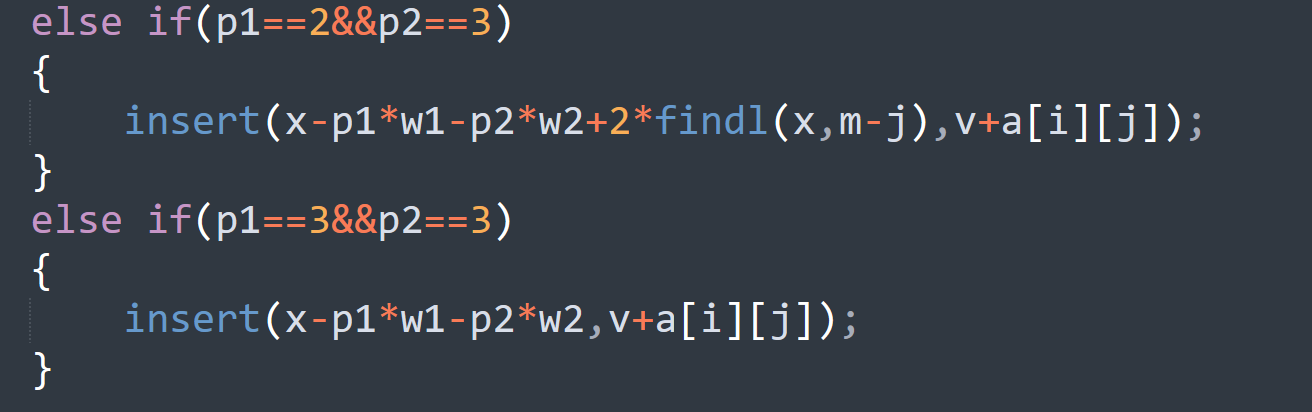 else if(p1==2&&p2==3)
{
    insert(x-p1*w1-p2*w2+2*findl(x,m-j),v+a[i][j]);
}
else if(p1==3&&p2==3)
{
    insert(x-p1*w1-p2*w2,v+a[i][j]);
}